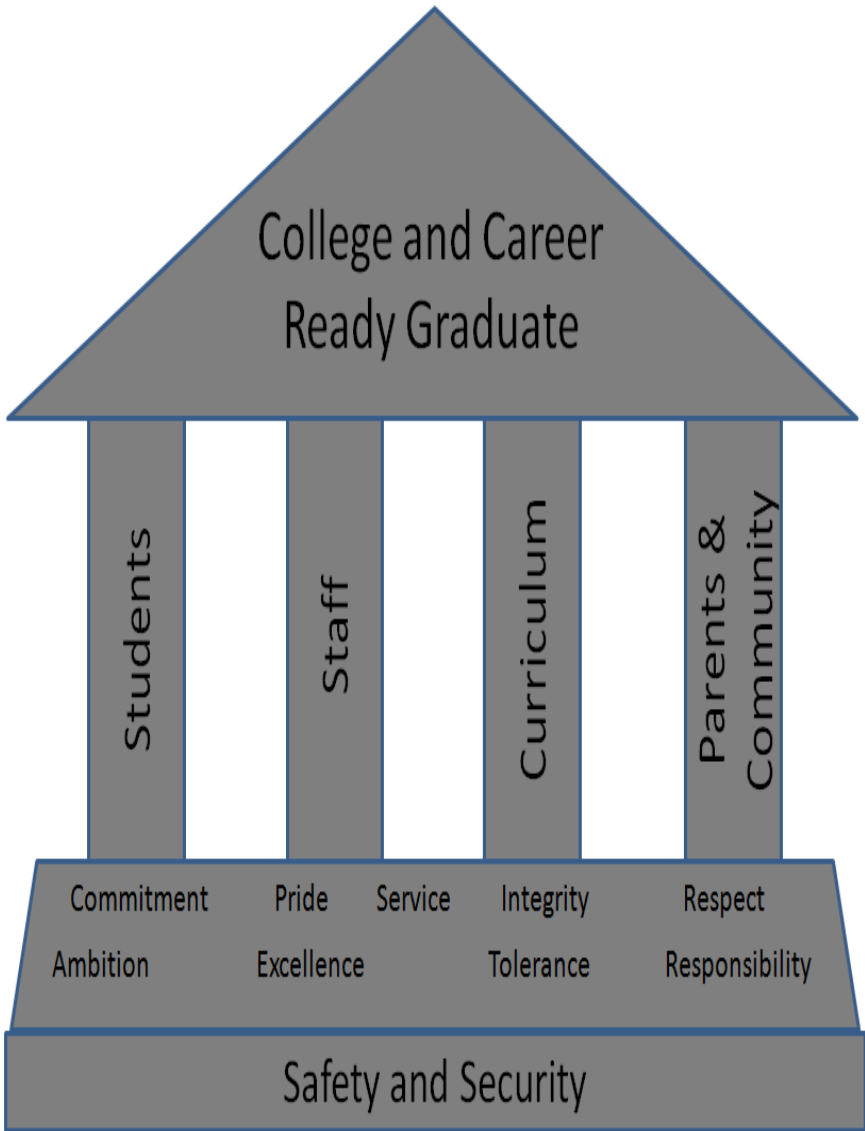 College and Career
Ready Graduate
Students
Staff
Curriculum
Parents &
Community
Commitment Pride Service Integrity Respect
Ambition Excellence Tolerance Responsibility
Safety and Security